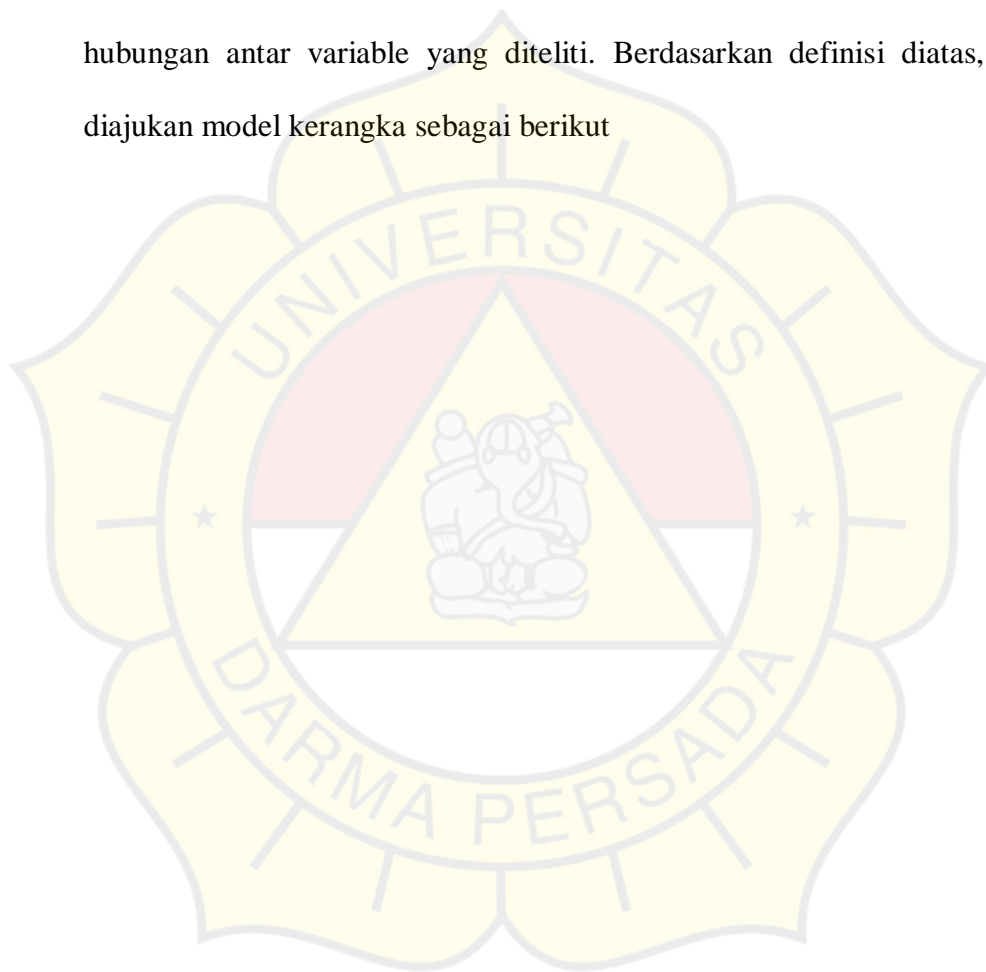 hubungan antar variable yang diteliti. Berdasarkan definisi diatas,
diajukan model kerangka sebagai berikut
UNIVERSITAS
DARMA PERSADA